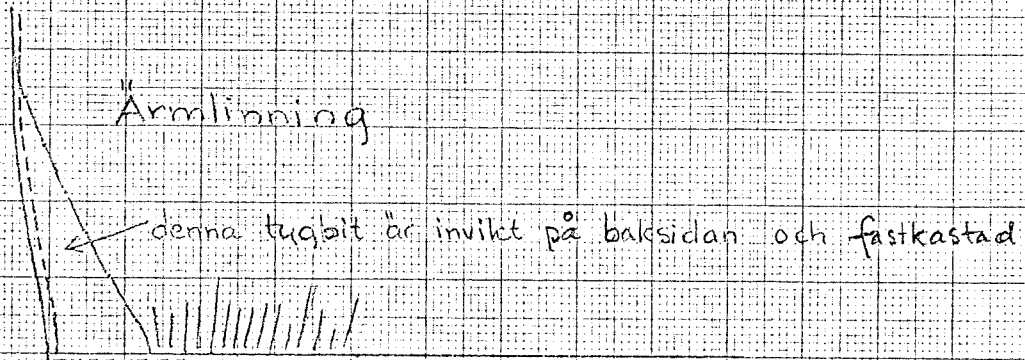 Ärmlinning
denna tygbit är invikt på baksidan och fastkastad